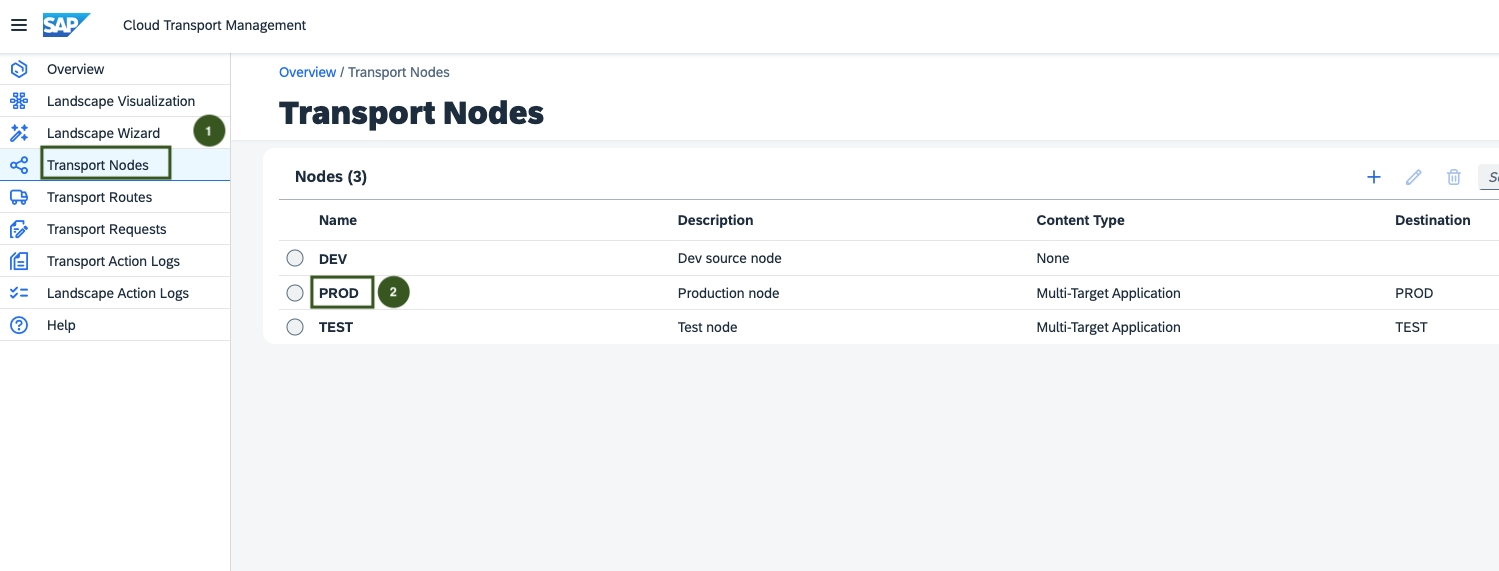 SAP Cloud Transport Management
Overview
Landscape Visualization
Landscape Wizard
1
Transport Nodes
Transport Routes
Transport Requests
Transport Action Logs
Landscape Action Logs
Help
Overview / Transport Nodes
Transport Nodes
Nodes (3)
Name Description Content Type Destination
DEV Dev source node None
PROD 2 Production node Multi-Target Application PROD
TEST Test node Multi-Target Application TEST